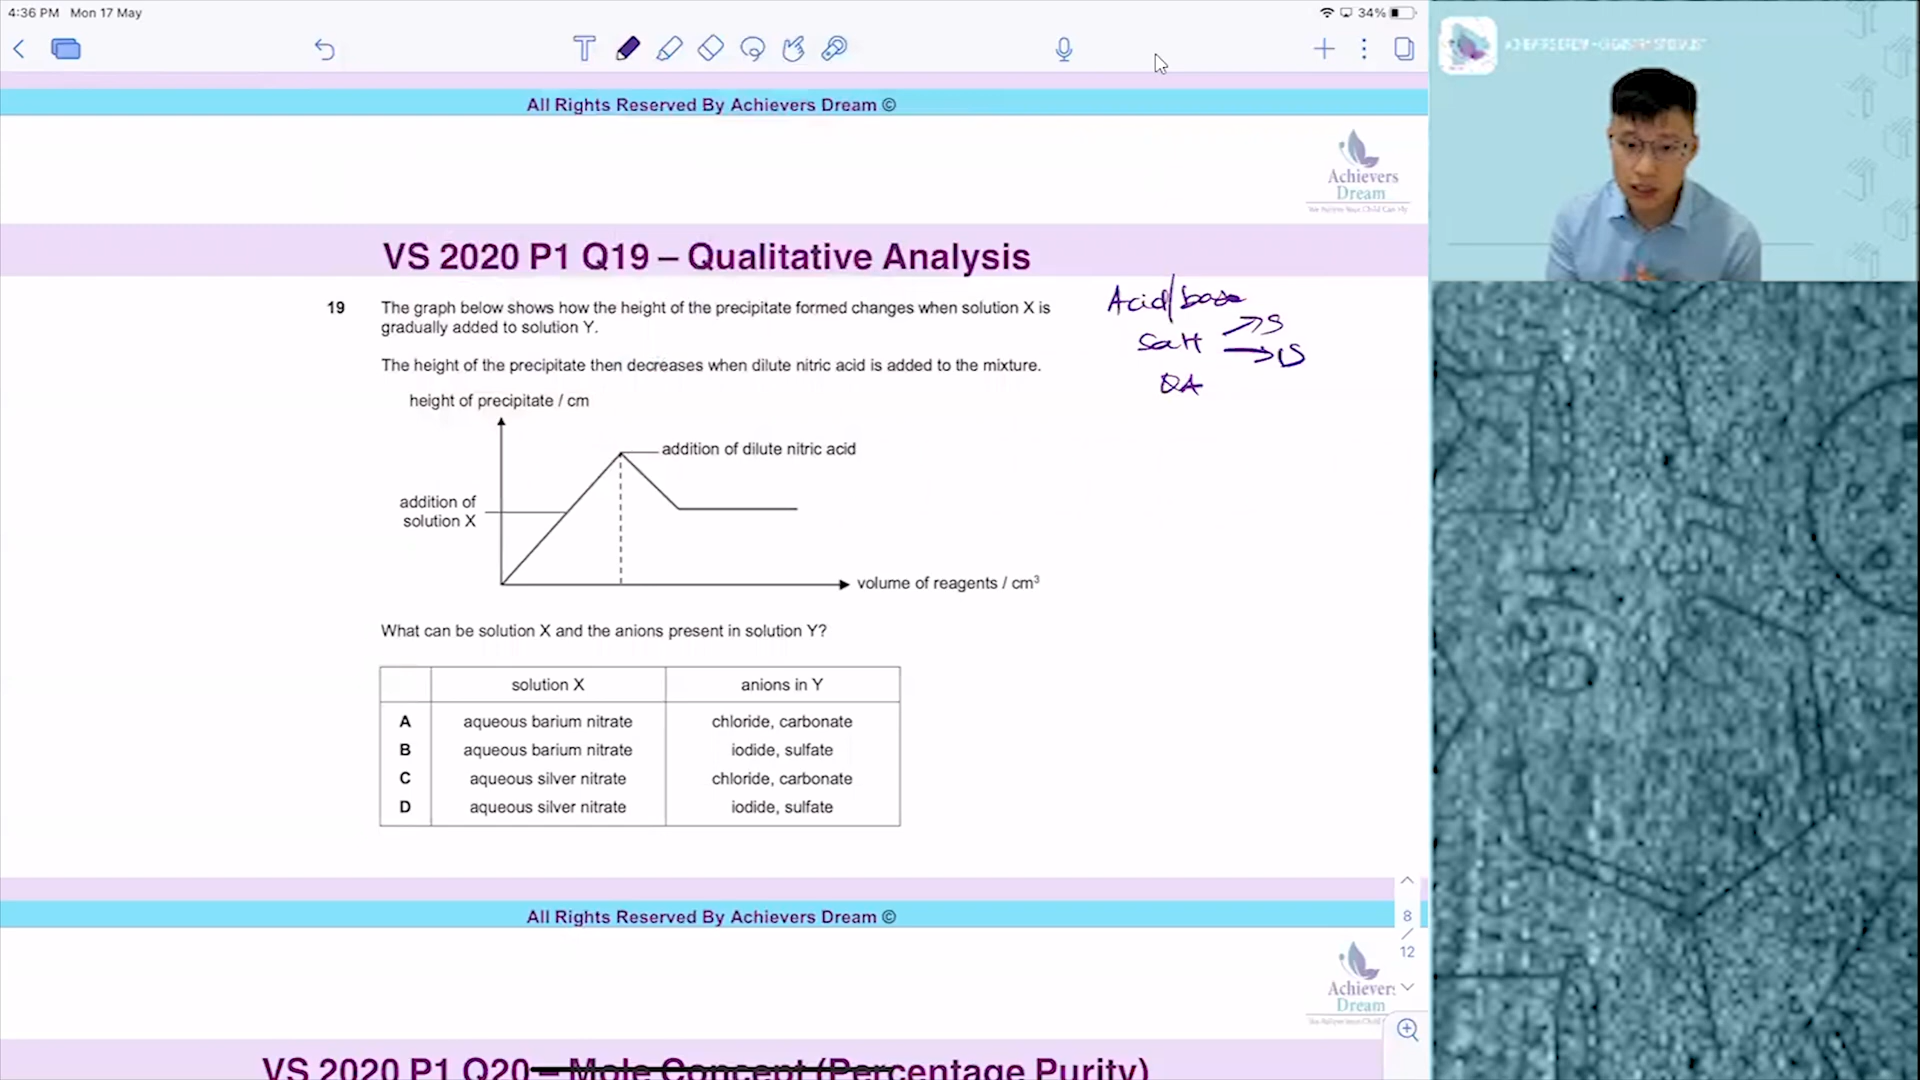 4:36 PM Mon 17 May
34%
All Rights Reserved By Achievers Dream ©
Achievers
Dream
VS 2020 P1 Q19 – Qualitative Analysis
Acid/base
Salt → S
→ IS
QA
19 The graph below shows how the height of the precipitate formed changes when solution X is
gradually added to solution Y.
The height of the precipitate then decreases when dilute nitric acid is added to the mixture.
height of precipitate / cm
addition of dilute nitric acid
addition of
solution X
volume of reagents / cm³
What can be solution X and the anions present in solution Y?
solution X anions in Y
A aqueous barium nitrate chloride, carbonate
B aqueous barium nitrate iodide, sulfate
C aqueous silver nitrate chloride, carbonate
D aqueous silver nitrate iodide, sulfate
All Rights Reserved By Achievers Dream ©
8
/
12
Achievers
Dream
VS 2020 P1 Q20 – Mole Concept (Percentage Purity)